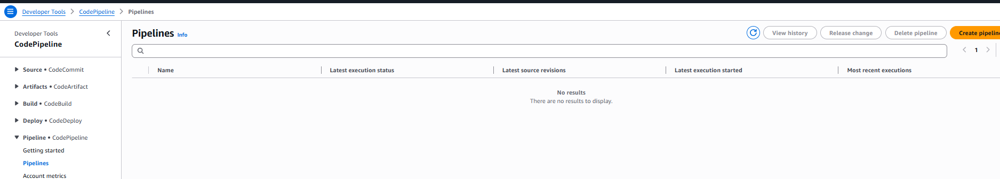 Developer Tools > CodePipeline > Pipelines
Developer Tools
CodePipeline
Source • CodeCommit
Artifacts • CodeArtifact
Build • CodeBuild
Deploy • CodeDeploy
Pipeline • CodePipeline
Getting started
Pipelines
Account metrics
Pipelines Info
View history
Release change
Delete pipeline
Create pipeline
1
Name
Latest execution status
Latest source revisions
Latest execution started
Most recent executions
No results
There are no results to display.